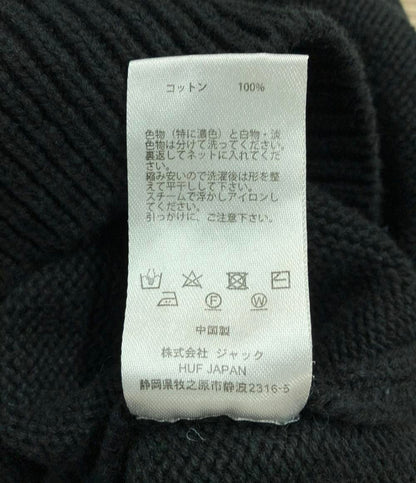 コットン 100%
色物（特に濃色）と白物・淡
色物は分けて洗ってください。
裏返してネットに入れてくだ
さい。
縮み安いので洗濯後は形を整
えて平干しして下さい。
スチームで浮かしアイロンし
てください。
引っかけに、ご注意下さい。
F W
中国製
株式会社 ジャック
HUF JAPAN
静岡県牧之原市静波2316-5